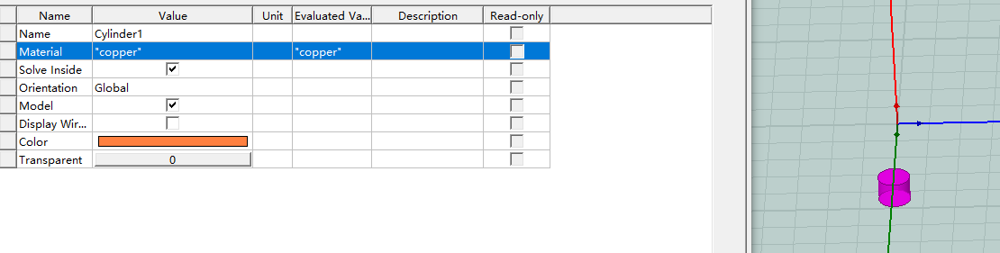 Name Value Unit Evaluated Va... Description Read-only
Name Cylinder1
Material "copper" "copper"
Solve Inside
Orientation Global
Model
Display Wir...
Color
Transparent 0